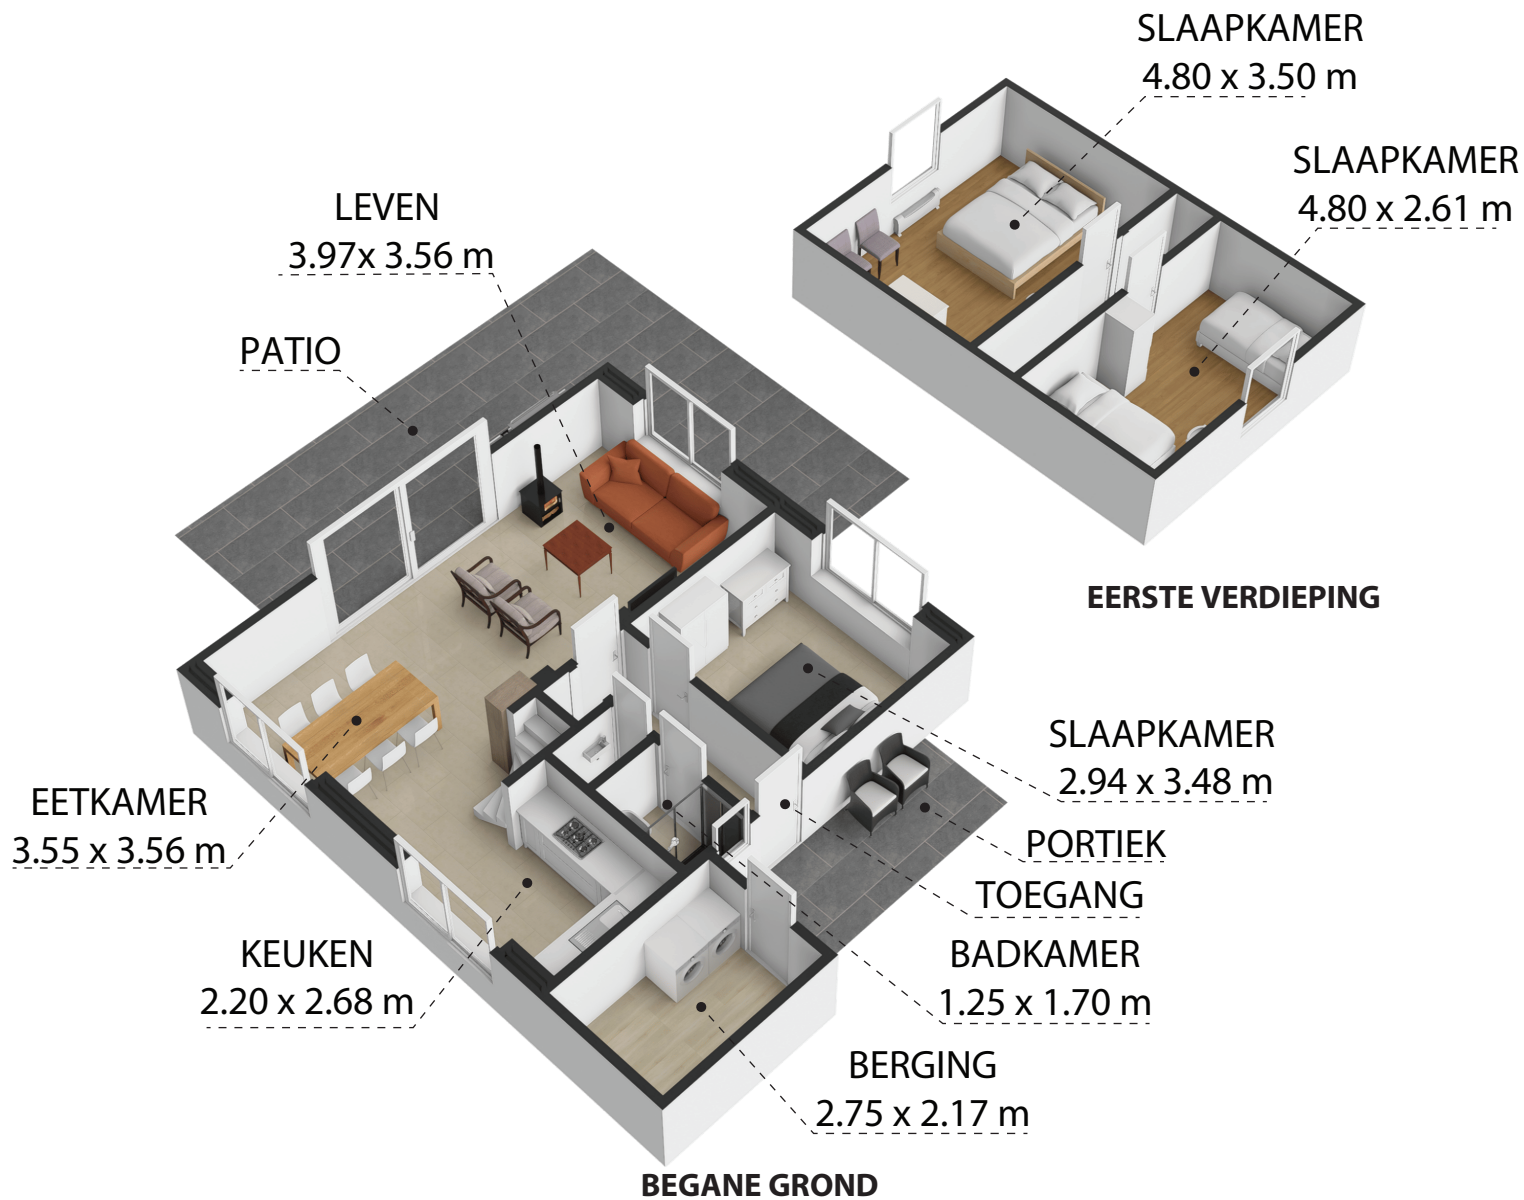 SLAAPKAMER
4.80 x 3.50 m
SLAAPKAMER
4.80 x 2.61 m
LEVEN
3.97x 3.56 m
PATIO
EERSTE VERDIEPING
SLAAPKAMER
2.94 x 3.48 m
EETKAMER
3.55 x 3.56 m
PORTIEK
TOEGANG
KEUKEN
2.20 x 2.68 m
BADKAMER
1.25 x 1.70 m
BERGING
2.75 x 2.17 m
BEGANE GROND